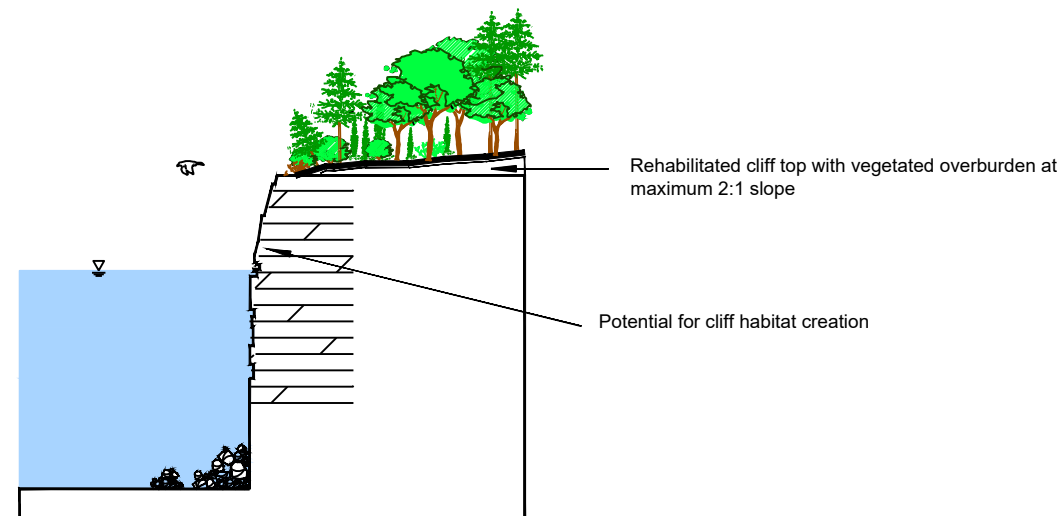 Rehabilitated cliff top with vegetated overburden at
maximum 2:1 slope
Potential for cliff habitat creation